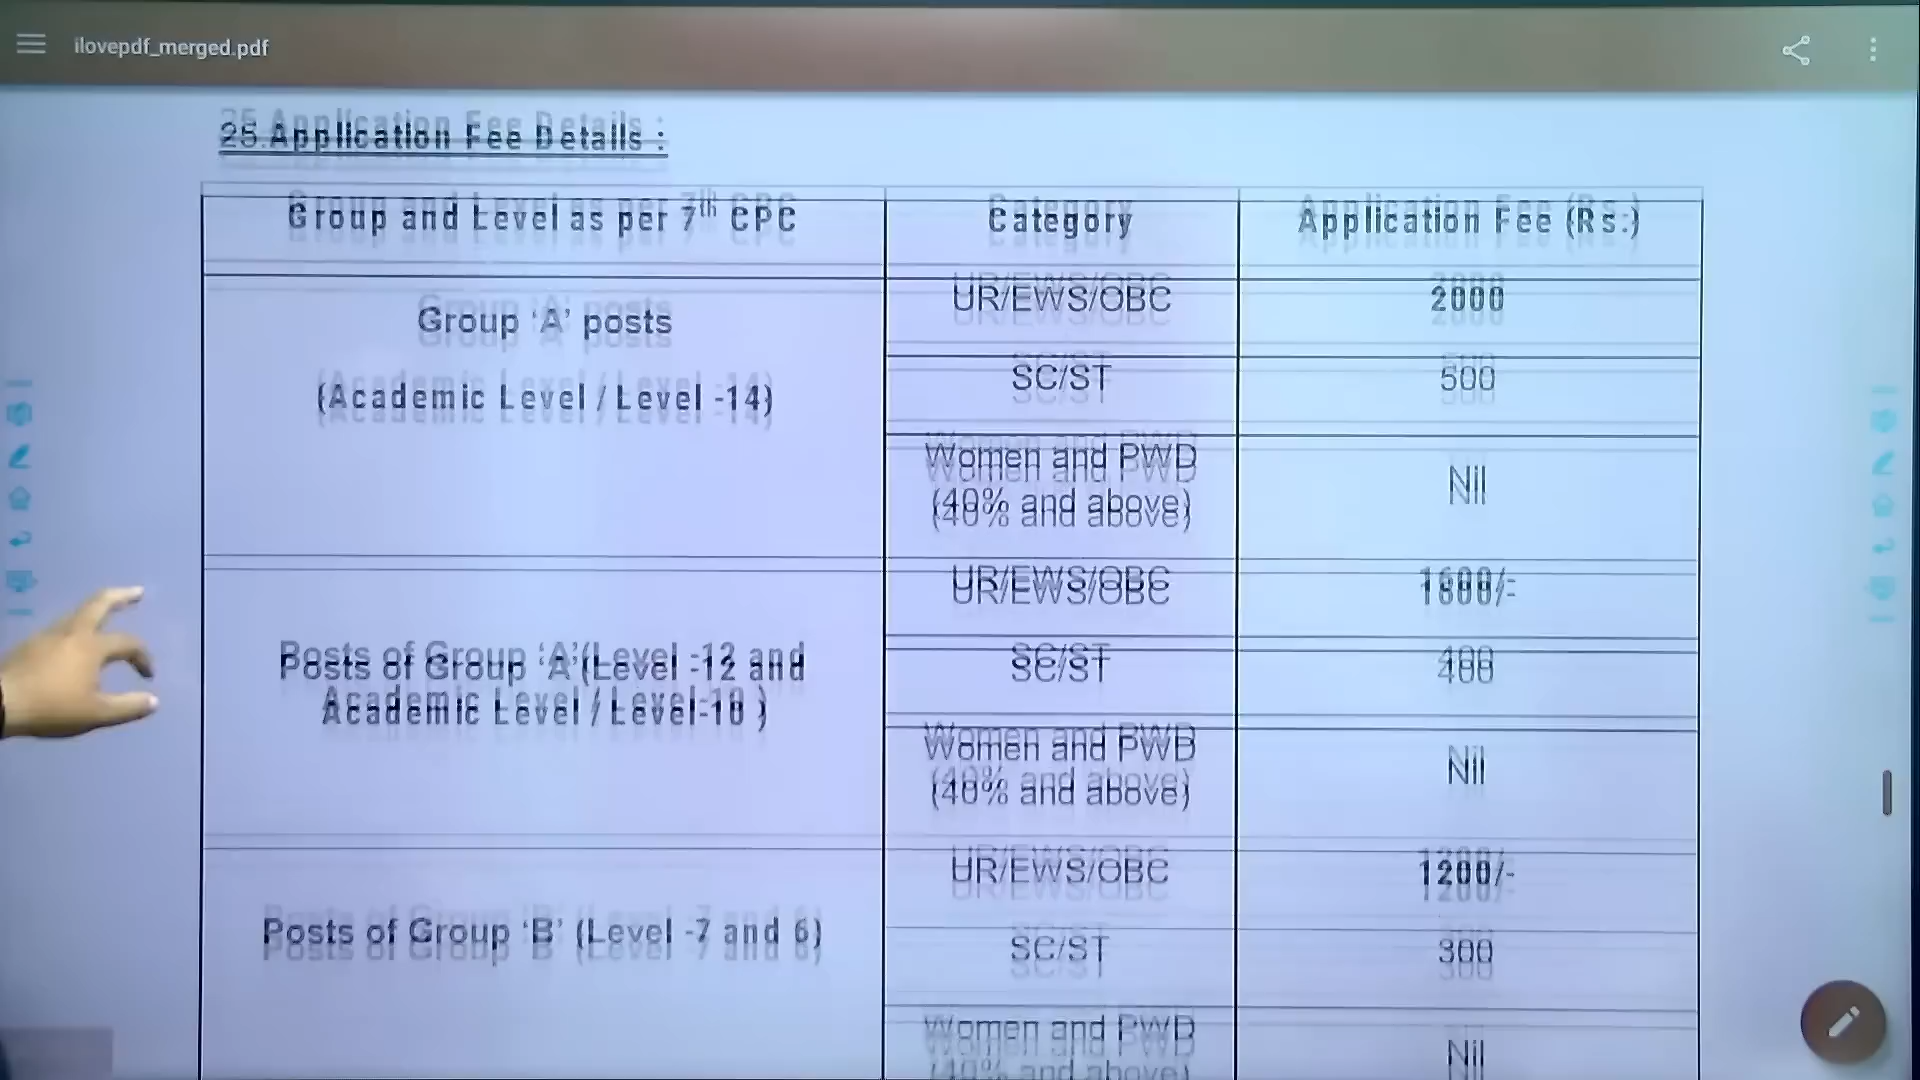 ilovepdf_merged.pdf
25.Application Fee Details :
Group and Level as per 7th CPC
Category
Application Fee (Rs.)
Group 'A' posts
(Academic Level / Level -14)
UR/EWS/OBC
2000
SC/ST
500
Women and PWD
(40% and above)
Nil
Posts of Group 'A'(Level -12 and
Academic Level / Level-10 )
UR/EWS/OBC
1600/-
SC/ST
400
Women and PWD
(40% and above)
Nil
Posts of Group 'B' (Level -7 and 6)
UR/EWS/OBC
1200/-
SC/ST
300
Women and PWD
(40% and above)
Nil